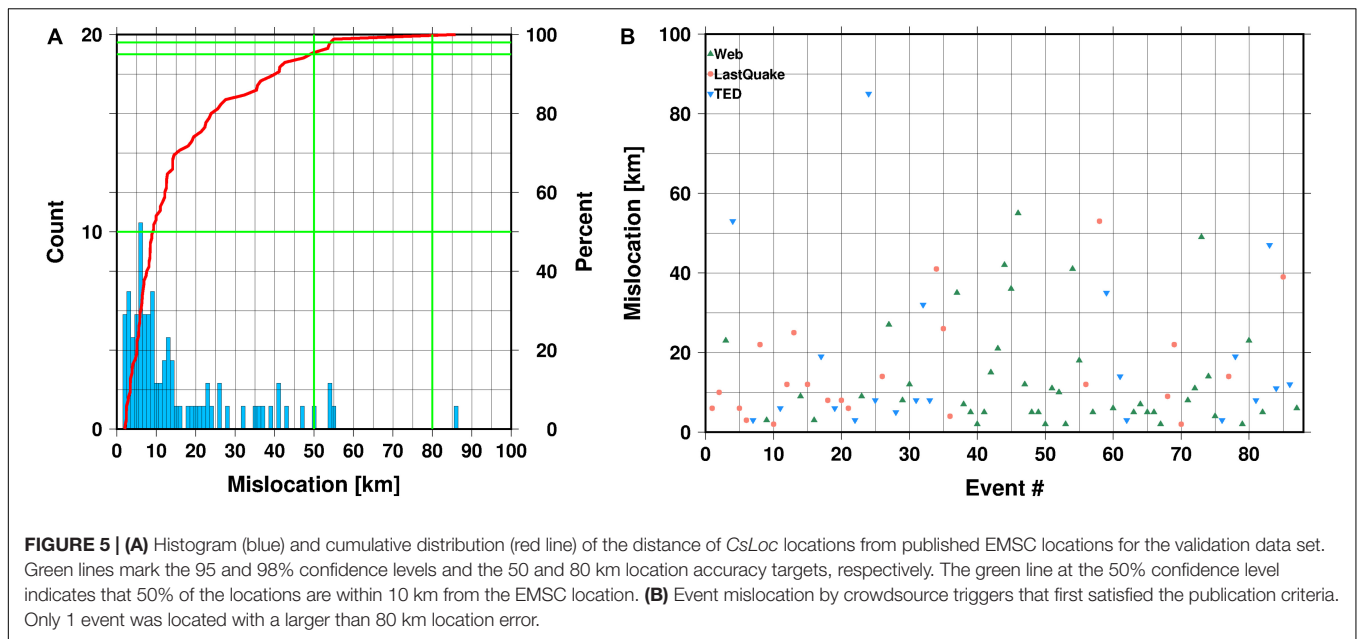 A
20
10
0
Count
100
80
60
40
20
0
Percent
0 10 20 30 40 50 60 70 80 90 100
Mislocation [km]
B
100
80
60
40
20
0
Mislocation [km]
Web
LastQuake
TED
0 10 20 30 40 50 60 70 80
Event #
FIGURE 5 | (A) Histogram (blue) and cumulative distribution (red line) of the distance of CsLoc locations from published EMSC locations for the validation data set.
Green lines mark the 95 and 98% confidence levels and the 50 and 80 km location accuracy targets, respectively. The green line at the 50% confidence level
indicates that 50% of the locations are within 10 km from the EMSC location. (B) Event mislocation by crowdsource triggers that first satisfied the publication criteria.
Only 1 event was located with a larger than 80 km location error.